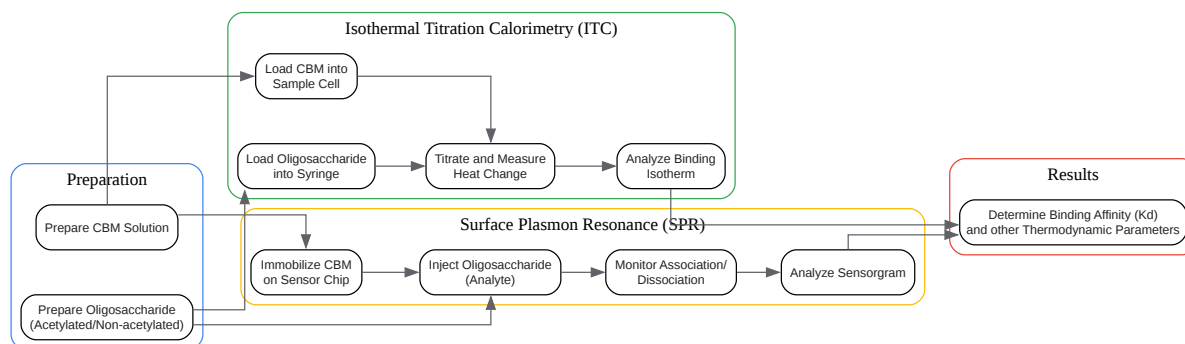 Isothermal Titration Calorimetry (ITC)
Load CBM into
Sample Cell
Load Oligosaccharide
into Syringe
Titrate and Measure
Heat Change
Analyze Binding
Isotherm
Preparation
Prepare CBM Solution
Prepare Oligosaccharide
(Acetylated/Non-acetylated)
Surface Plasmon Resonance (SPR)
Immobilize CBM
on Sensor Chip
Inject Oligosaccharide
(Analyte)
Monitor Association/
Dissociation
Analyze Sensorgram
Results
Determine Binding Affinity (Kd)
and other Thermodynamic Parameters